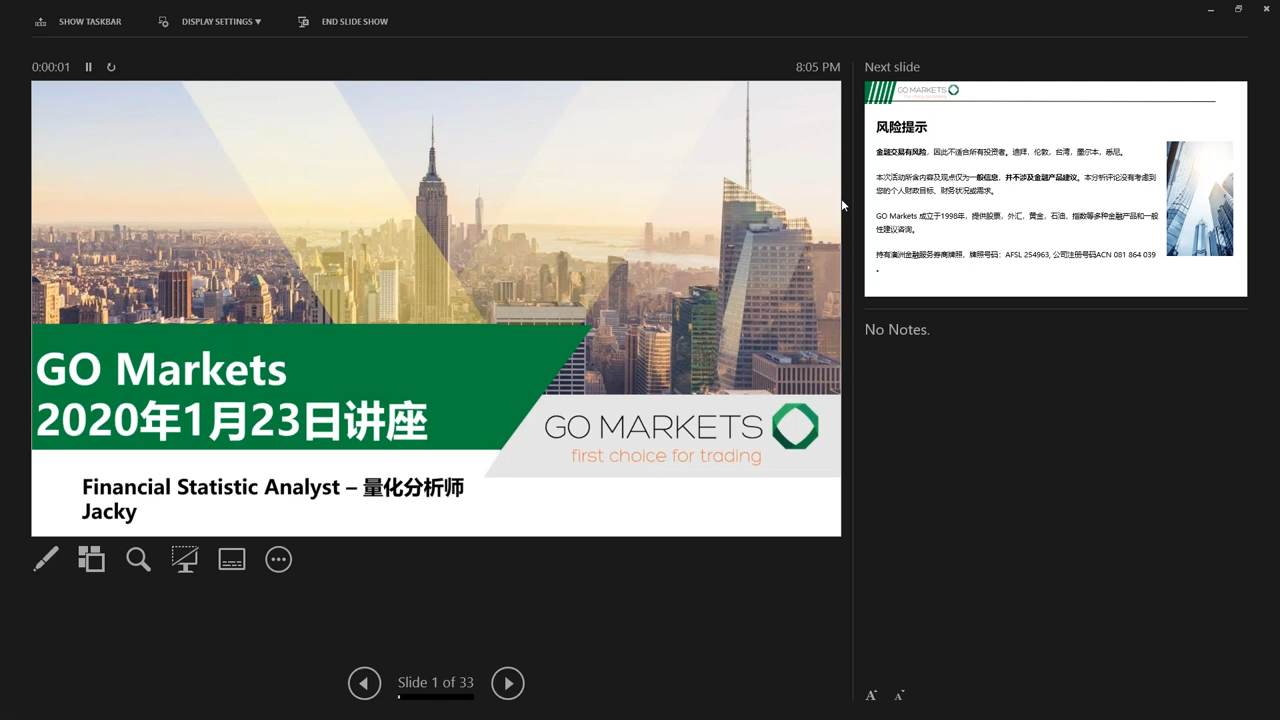 SHOW TASKBAR
DISPLAY SETTINGS ▼
END SLIDE SHOW
0:00:01
8:05 PM
GO Markets
2020年1月23日讲座
GO MARKETS
first choice for trading
Financial Statistic Analyst – 量化分析师
Jacky
Slide 1 of 33
Next slide
GO MARKETS
风险提示
金融交易有风险，因此不适合所有投资者。迪拜，伦敦，台湾，墨尔本，悉尼。
本次活动所含内容及观点仅为一般信息，并不涉及金融产品建议。本分析评论没有考虑到
您的个人财政目标、财务状况或需求。
GO Markets 成立于1998年，提供股票，外汇，黄金，石油，指数等多种金融产品和一般
性建议咨询。
持有澳洲金融服务券商牌照，牌照号码：AFSL 254963, 公司注册号码ACN 081 864 039
。
No Notes.